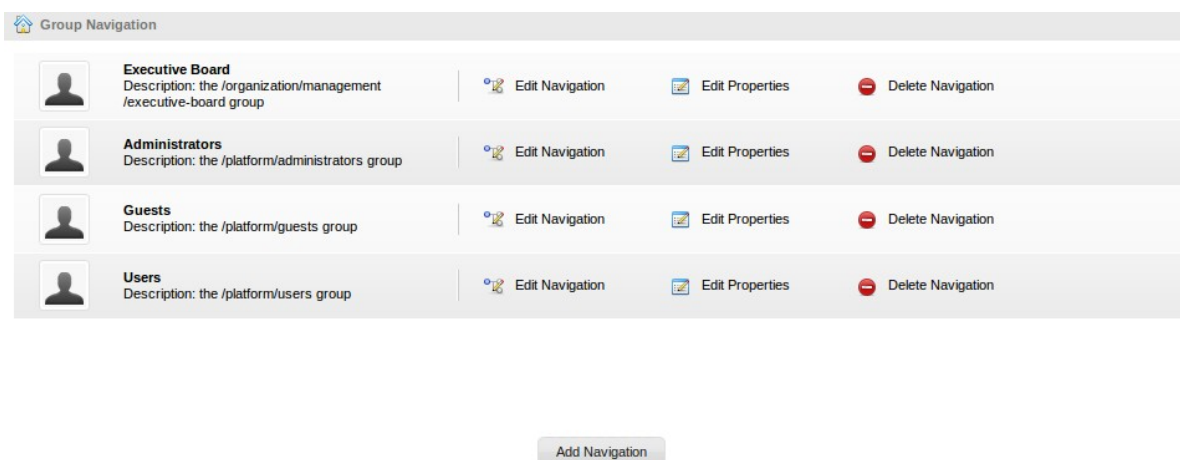 Group Navigation
Executive Board
Description: the /organization/management
/executive-board group
Edit Navigation
Edit Properties
Delete Navigation
Administrators
Description: the /platform/administrators group
Edit Navigation
Edit Properties
Delete Navigation
Guests
Description: the /platform/guests group
Edit Navigation
Edit Properties
Delete Navigation
Users
Description: the /platform/users group
Edit Navigation
Edit Properties
Delete Navigation
Add Navigation